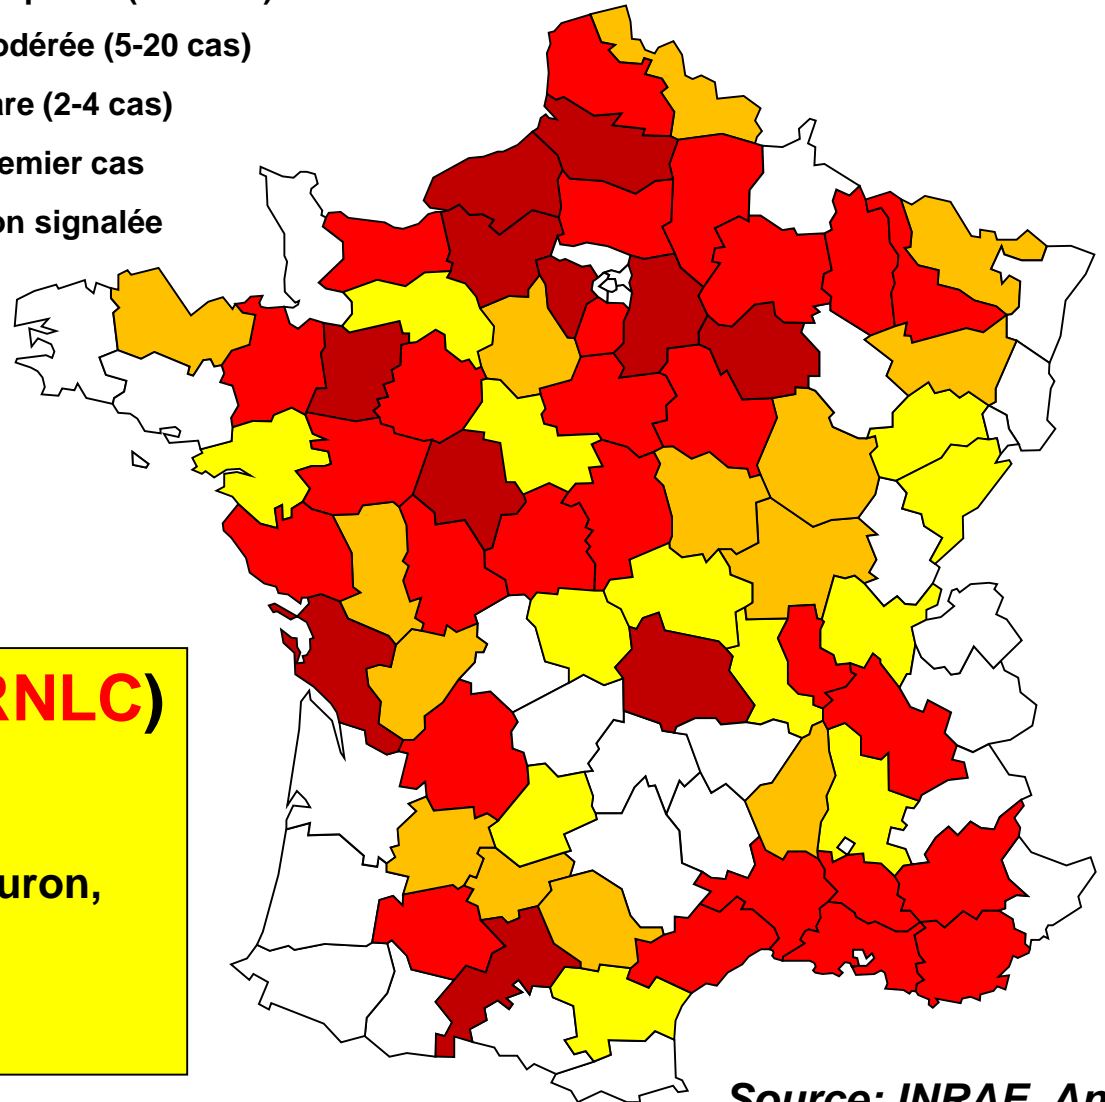 odérée (5-20 cas)
are (2-4 cas)
emier cas
on signalée
RNLC)
uron,
Source: INRAE, An